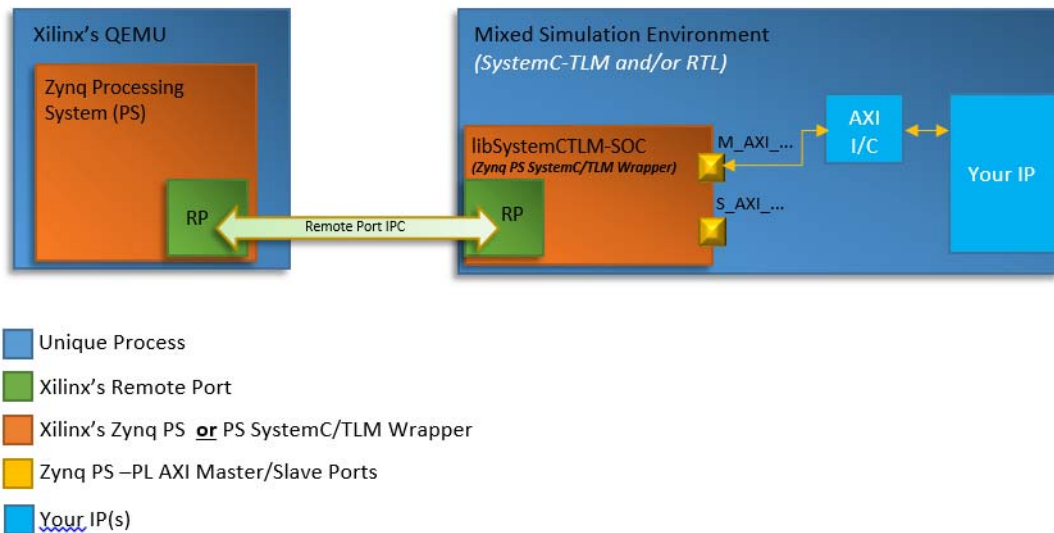 Xilinx's QEMU
Zynq Processing
System (PS)
RP
Remote Port IPC
Mixed Simulation Environment
(SystemC-TLM and/or RTL)
libSystemCTLM-SOC
(Zynq PS SystemC/TLM Wrapper)
RP
M_AXI_...
S_AXI_...
AXI
I/C
Your IP
Unique Process
Xilinx's Remote Port
Xilinx's Zynq PS or PS SystemC/TLM Wrapper
Zynq PS –PL AXI Master/Slave Ports
Your IP(s)